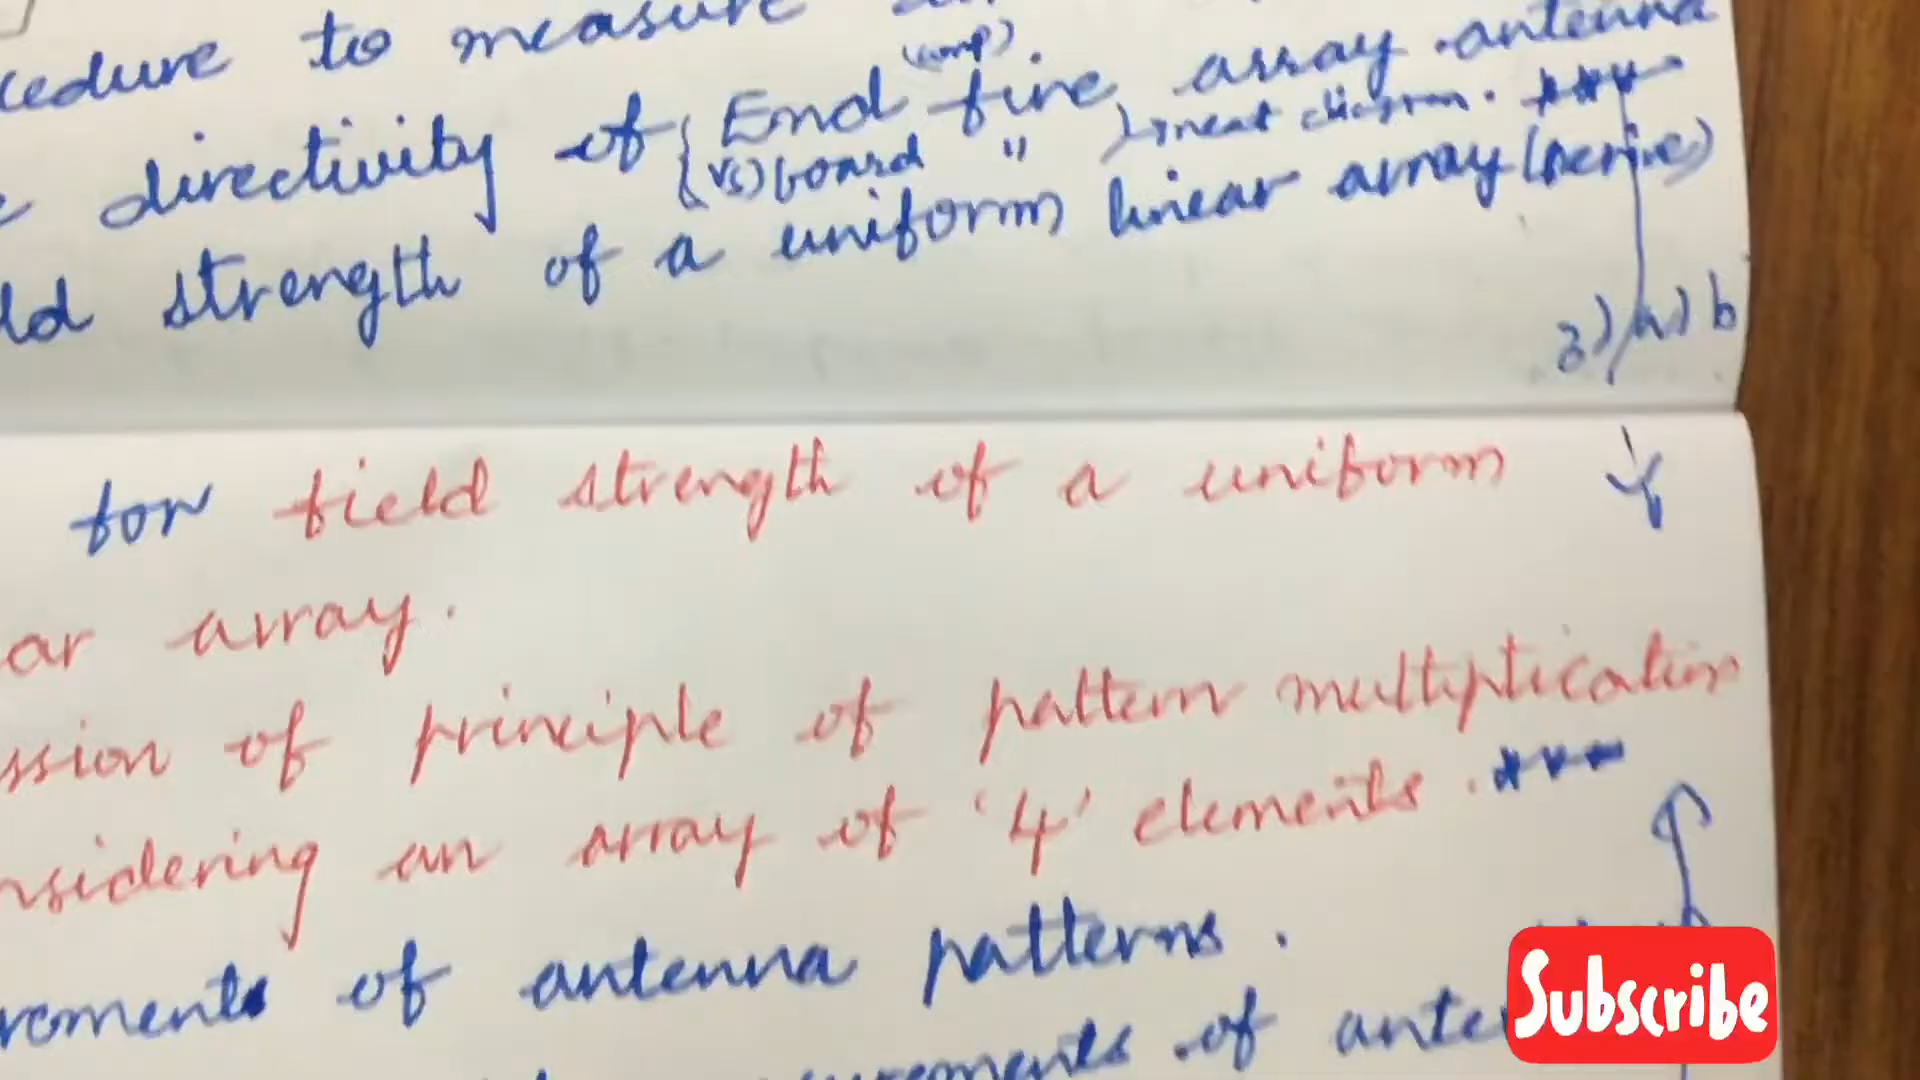 cedure to measure
(comp).
directivity of { End fire array antenna
(vs) board " } neat diagram. ***
ld strength of a uniform linear array
3) a) b
for field strength of a uniform
ar array.
ssion of principle of pattern multiplication
nsidering an array of '4' elements. ***
rements of antenna patterns.
urements of ante
Subscribe